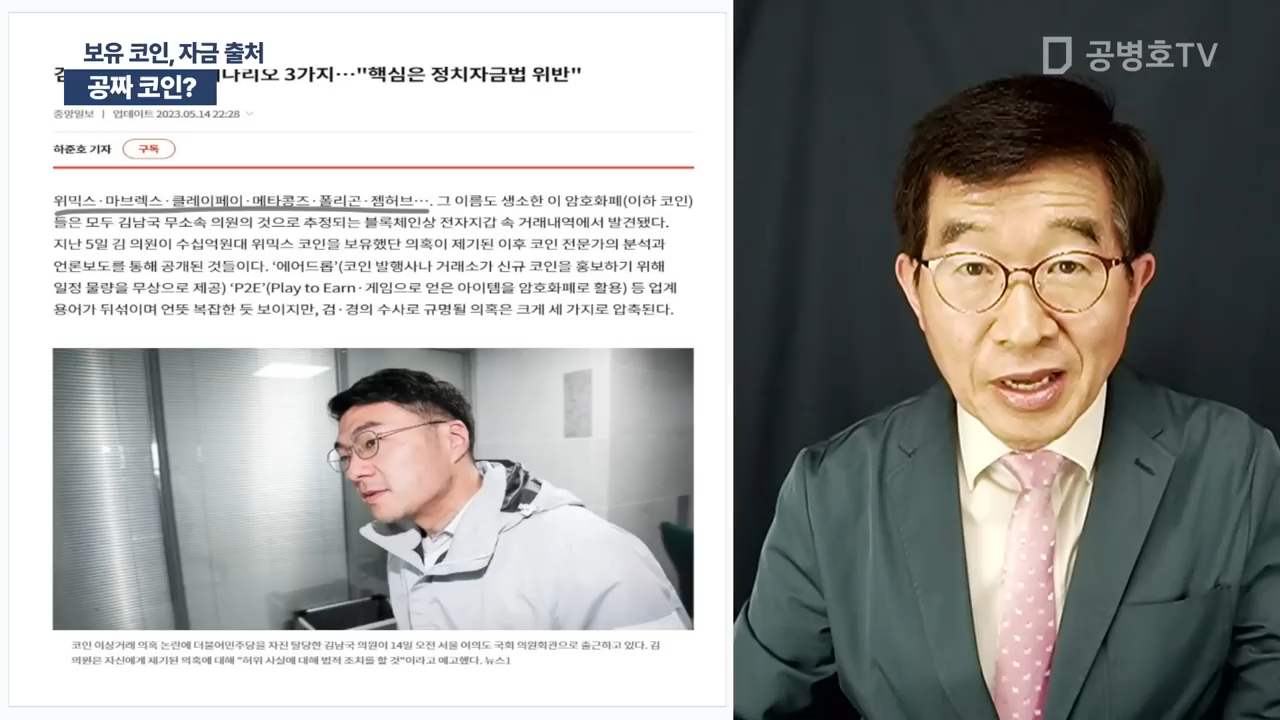 보유 코인, 자금 출처
공짜 코인?
3가지…"핵심은 정치자금법 위반"
중앙일보 | 업데이트 2023.05.14 22:28
하준호 기자 구독
위믹스·마브렉스·클레이페이·메타콩즈·폴리곤·젬허브…. 그 이름도 생소한 이 암호화폐(이하 코인)
들은 모두 김남국 무소속 의원의 것으로 추정되는 블록체인상 전자지갑 속 거래내역에서 발견됐다.
지난 5일 김 의원이 수십억원대 위믹스 코인을 보유했단 의혹이 제기된 이후 코인 전문가의 분석과
언론보도를 통해 공개된 것들이다. ‘에어드롭’(코인 발행사나 거래소가 신규 코인을 홍보하기 위해
일정 물량을 무상으로 제공) ‘P2E’(Play to Earn·게임으로 얻은 아이템을 암호화폐로 활용) 등 업계
용어가 뒤섞이며 언뜻 복잡한 듯 보이지만, 검·경의 수사로 규명될 의혹은 크게 세 가지로 압축된다.
코인 이상거래 의혹 논란에 더불어민주당을 자진 탈당한 김남국 의원이 14일 오전 서울 여의도 국회 의원회관으로 출근하고 있다. 김
의원은 자신에게 제기된 의혹에 대해 "허위 사실에 대해 법적 조치를 할 것"이라고 예고했다. 뉴스1
공병호TV